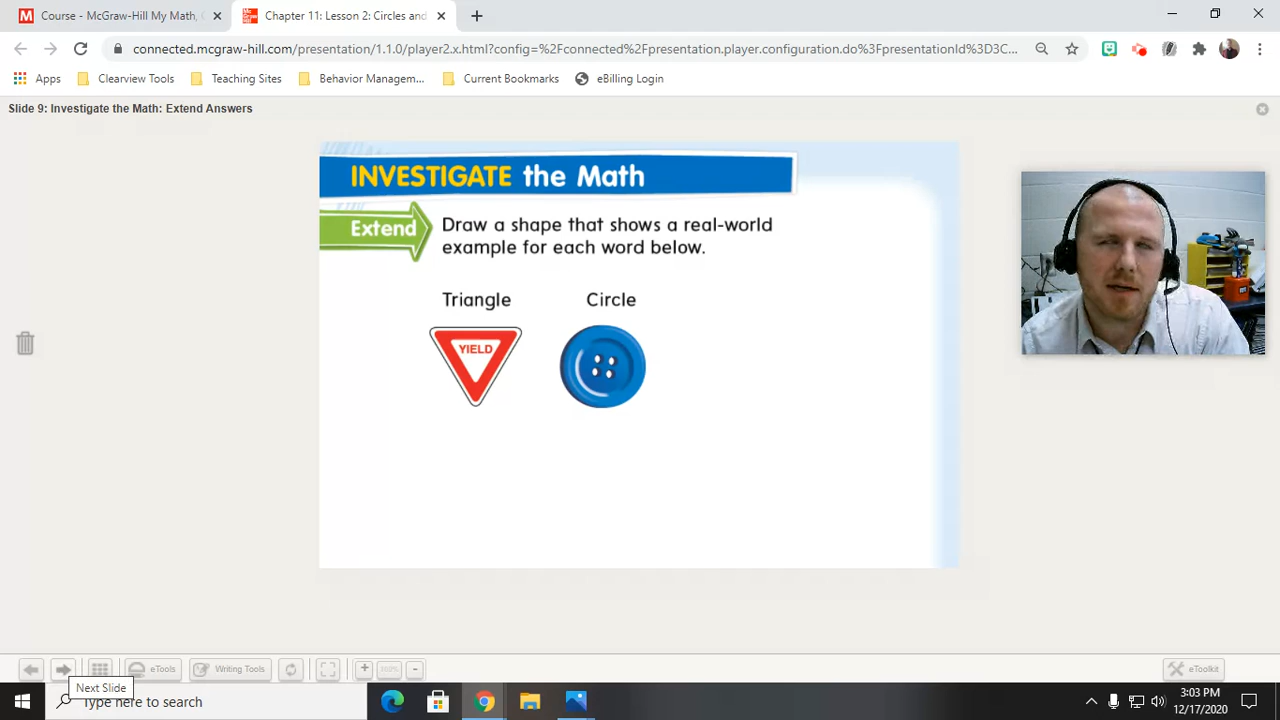 Course - McGraw-Hill My Math,
Chapter 11: Lesson 2: Circles and
connected.mcgraw-hill.com/presentation/1.1.0/player2.x.html?config=%2Fconnected%2Fpresentation.player.configuration.do%3FpresentationId%3D3C...
Apps
Clearview Tools
Teaching Sites
Behavior Managem...
Current Bookmarks
eBilling Login
Slide 9: Investigate the Math: Extend Answers
INVESTIGATE the Math
Extend
Draw a shape that shows a real-world
example for each word below.
Triangle
Circle
YIELD
eTools
Writing Tools
eToolkit
Next Slide
Type here to search
3:03 PM
12/17/2020